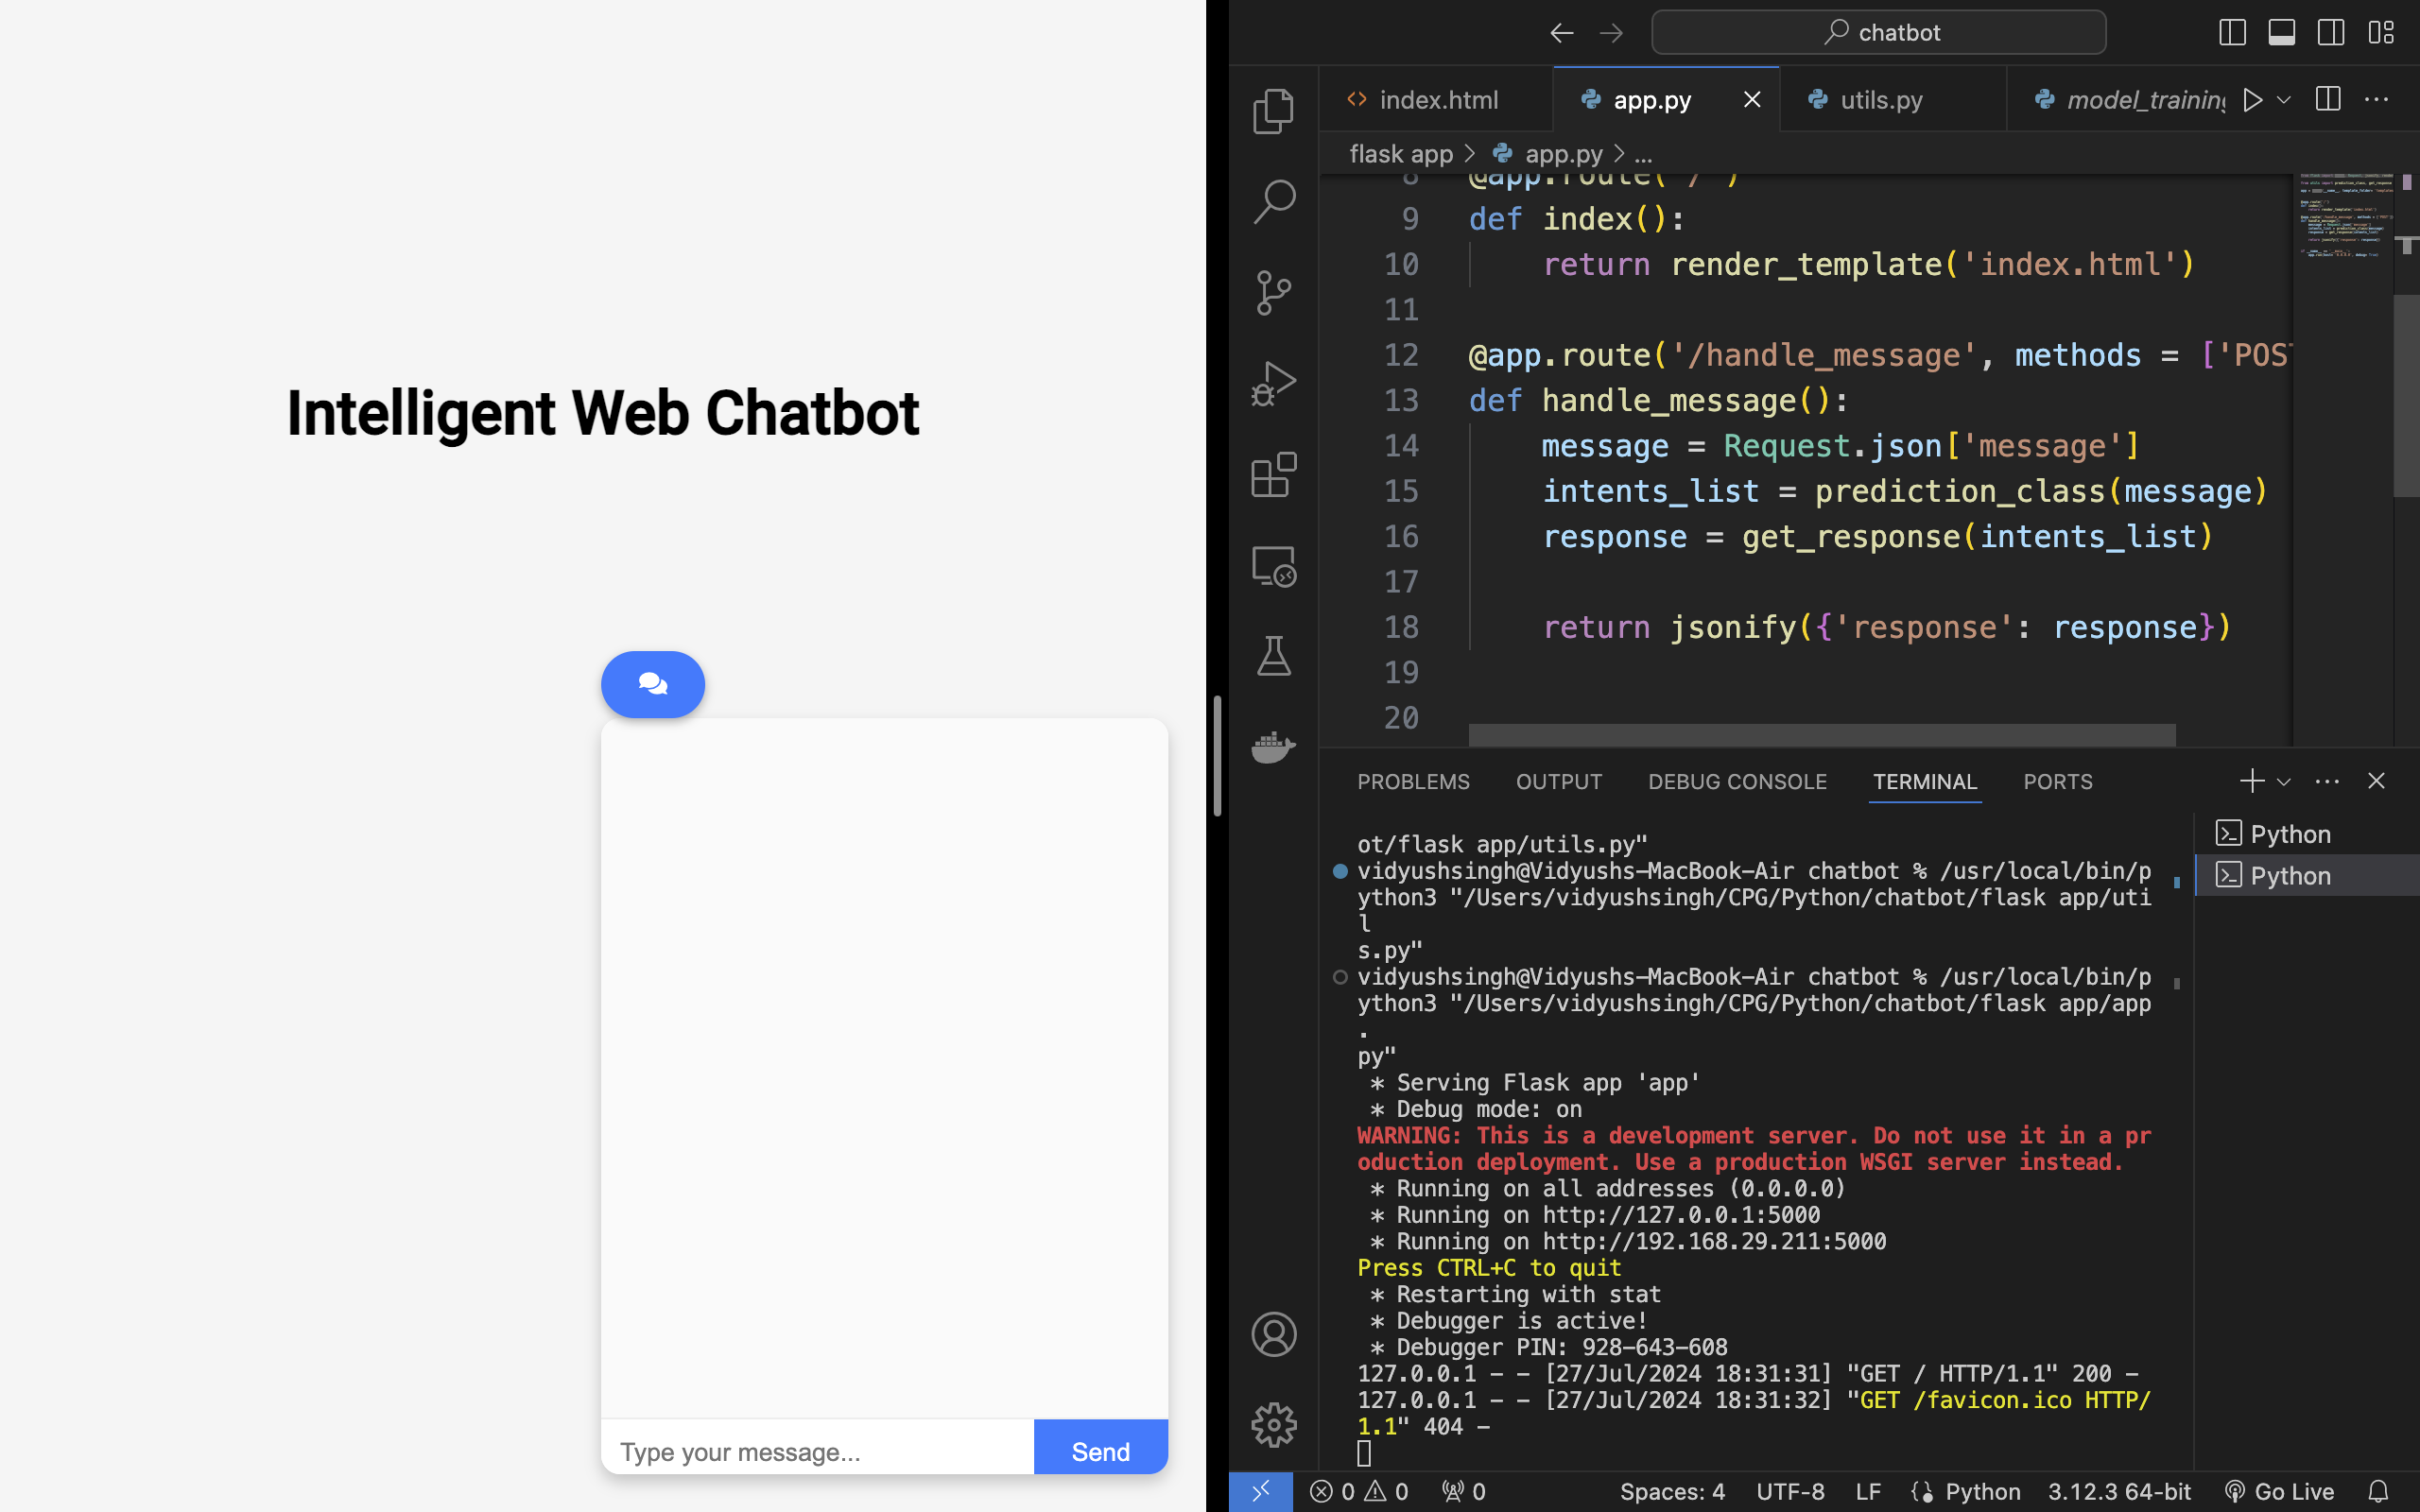 Intelligent Web Chatbot
Type your message...
Send
chatbot
index.html
app.py
utils.py
flask app > app.py > ...
8 @app.route('/')
9 def index():
10 return render_template('index.html')
11
12 @app.route('/handle_message', methods = ['POS
13 def handle_message():
14 message = Request.json['message']
15 intents_list = prediction_class(message)
16 response = get_response(intents_list)
17
18 return jsonify({'response': response})
19
20
PROBLEMS OUTPUT DEBUG CONSOLE TERMINAL PORTS
Python
Python
ot/flask app/utils.py"
vidyushsingh@Vidyushs-MacBook-Air chatbot % /usr/local/bin/p
ython3 "/Users/vidyushsingh/CPG/Python/chatbot/flask app/uti
l
s.py"
vidyushsingh@Vidyushs-MacBook-Air chatbot % /usr/local/bin/p
ython3 "/Users/vidyushsingh/CPG/Python/chatbot/flask app/app
.
py"
* Serving Flask app 'app'
* Debug mode: on
WARNING: This is a development server. Do not use it in a pr
oduction deployment. Use a production WSGI server instead.
* Running on all addresses (0.0.0.0)
* Running on http://127.0.0.1:5000
* Running on http://192.168.29.211:5000
Press CTRL+C to quit
* Restarting with stat
* Debugger is active!
* Debugger PIN: 928-643-608
127.0.0.1 - - [27/Jul/2024 18:31:31] "GET / HTTP/1.1" 200 -
127.0.0.1 - - [27/Jul/2024 18:31:32] "GET /favicon.ico HTTP/
1.1" 404 -
0 0 0 Spaces: 4 UTF-8 LF Python 3.12.3 64-bit Go Live